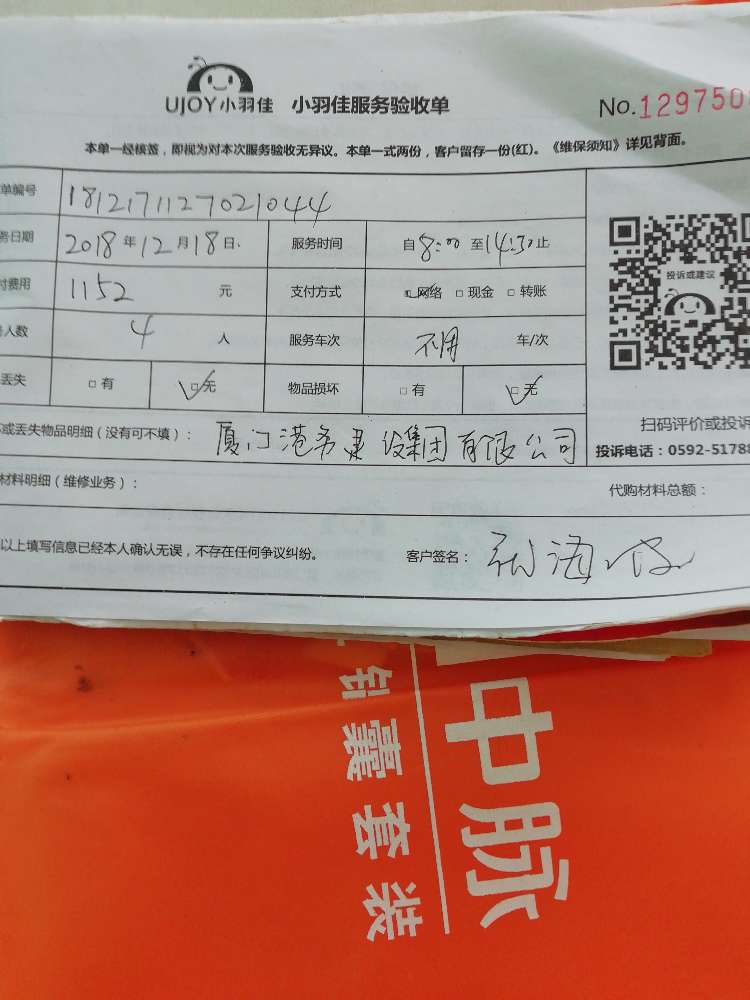 UJOY小羽佳 小羽佳服务验收单 No.129750
本单一经核签，即视为对本次服务验收无异议。本单一式两份，客户留存一份(红)。《维保须知》详见背面。
单编号 1812171127021044
务日期 2018年12月18日、 服务时间 自8:00至14:30止
付费用 1152 元 支付方式 □网络 □现金 □转账
人数 4 人 服务车次 不用 车/次
丢失 □有 □无 物品损坏 □有 □无
投诉或建议
或丢失物品明细（没有可不填）： 厦门港务建设集团有限公司
扫码评价或投诉
投诉电话：0592-51788
材料明细（维修业务）： 代购材料总额：
以上填写信息已经本人确认无误，不存在任何争议纠纷。 客户签名：
中脉
囊套装